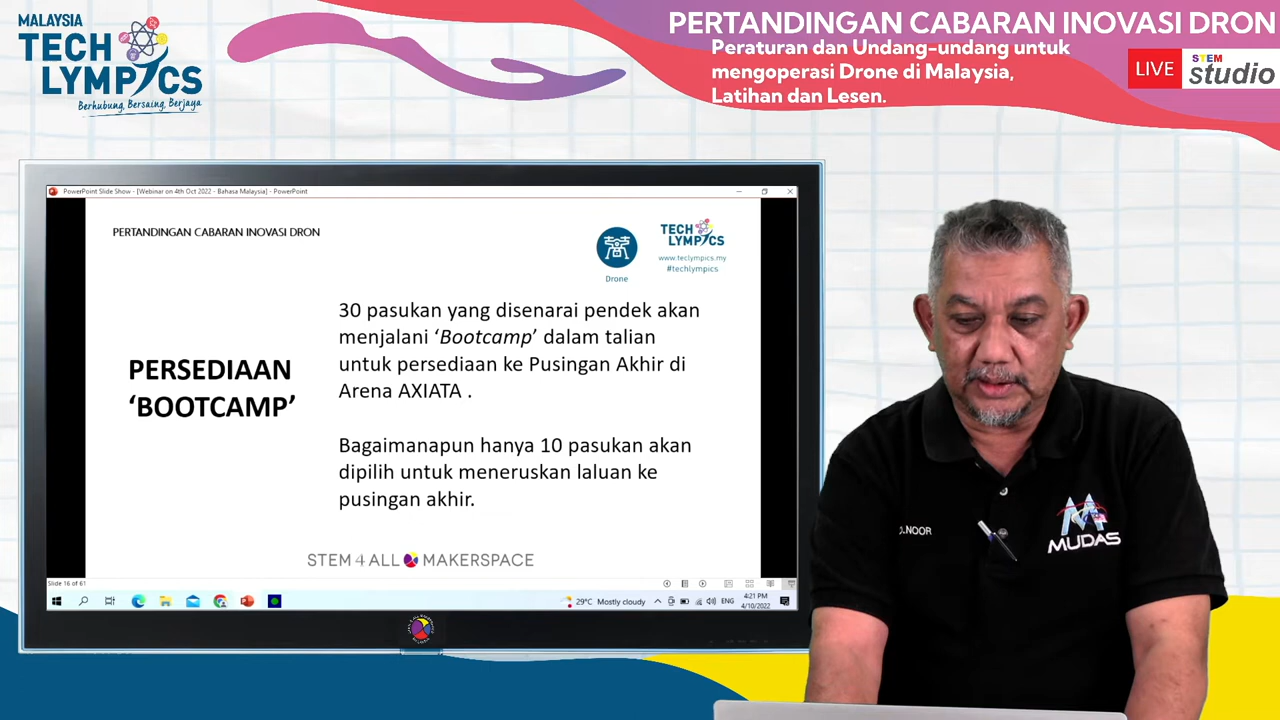 MALAYSIA
TECH
LYMPICS
Berhubung, Bersaing, Berjaya
PERTANDINGAN CABARAN INOVASI DRON
Peraturan dan Undang-undang untuk
mengoperasi Drone di Malaysia,
Latihan dan Lesen.
LIVE
STEM
studio
PowerPoint Slide Show - [Webinar on 4th Oct 2022 - Bahasa Malaysia] - PowerPoint
PERTANDINGAN CABARAN INOVASI DRON
Drone
TECH
LYMPICS
www.teclympics.my
#techlympics
PERSEDIAAN
‘BOOTCAMP’
30 pasukan yang disenarai pendek akan
menjalani ‘Bootcamp’ dalam talian
untuk persediaan ke Pusingan Akhir di
Arena AXIATA .
Bagaimanapun hanya 10 pasukan akan
dipilih untuk meneruskan laluan ke
pusingan akhir.
STEM 4 ALL MAKERSPACE
Slide 16 of 61
29°C Mostly cloudy
ENG
4:21 PM
4/10/2022
D.NOOR
MUDAS